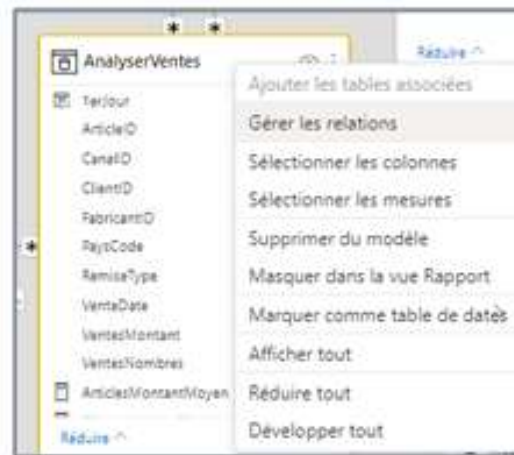 * *
AnalyserVentes
Réduire
1erJour
ArticleID
CanalID
ClientID
FabricantID
PaysCode
RemiseType
VenteDate
VentesMontant
VentesNombres
ArticlesMontantMoyen
Réduire
*
Ajouter les tables associées
Gérer les relations
Sélectionner les colonnes
Sélectionner les mesures
Supprimer du modèle
Masquer dans la vue Rapport
Marquer comme table de dates
Afficher tout
Réduire tout
Développer tout